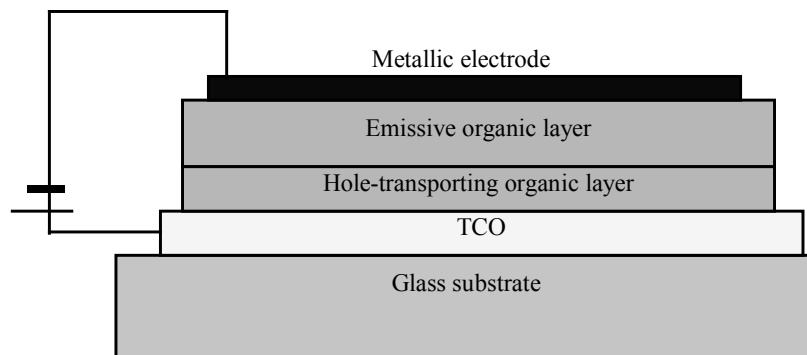 Metallic electrode
Emissive organic layer
Hole-transporting organic layer
TCO
Glass substrate